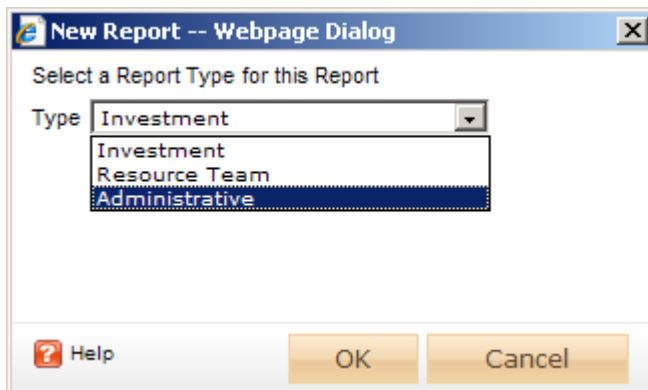 New Report -- Webpage Dialog
Select a Report Type for this Report
Type Investment
Investment
Resource Team
Administrative
Help OK Cancel